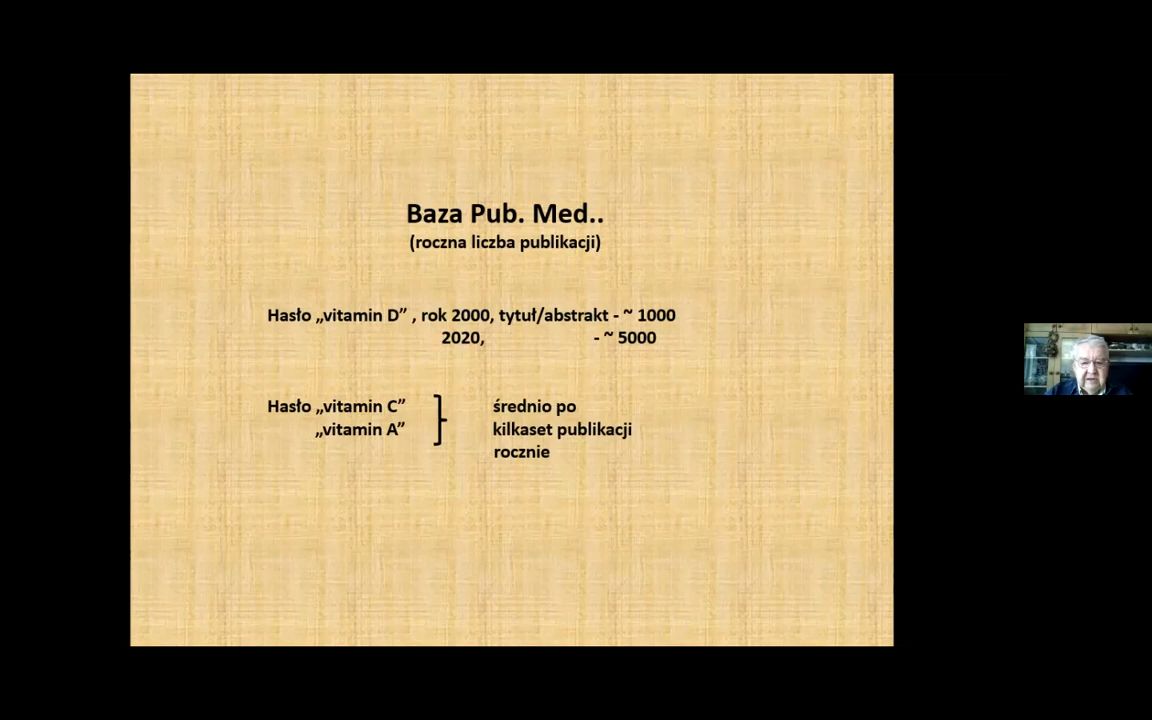 Baza Pub. Med..
(roczna liczba publikacji)
Hasło „vitamin D” , rok 2000, tytuł/abstrakt - ~ 1000
2020, - ~ 5000
Hasło „vitamin C” średnio po
„vitamin A” kilkaset publikacji
rocznie